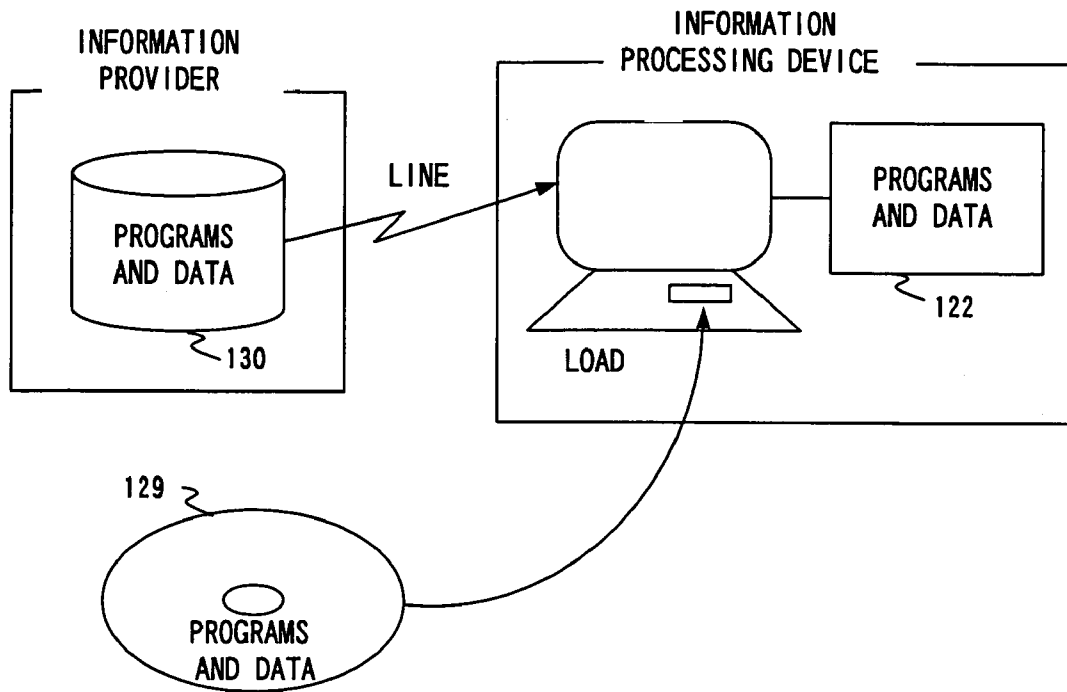 INFORMATION
PROVIDER
INFORMATION
PROCESSING DEVICE
LINE
PROGRAMS
AND DATA
130
PROGRAMS
AND DATA
122
LOAD
129
PROGRAMS
AND DATA